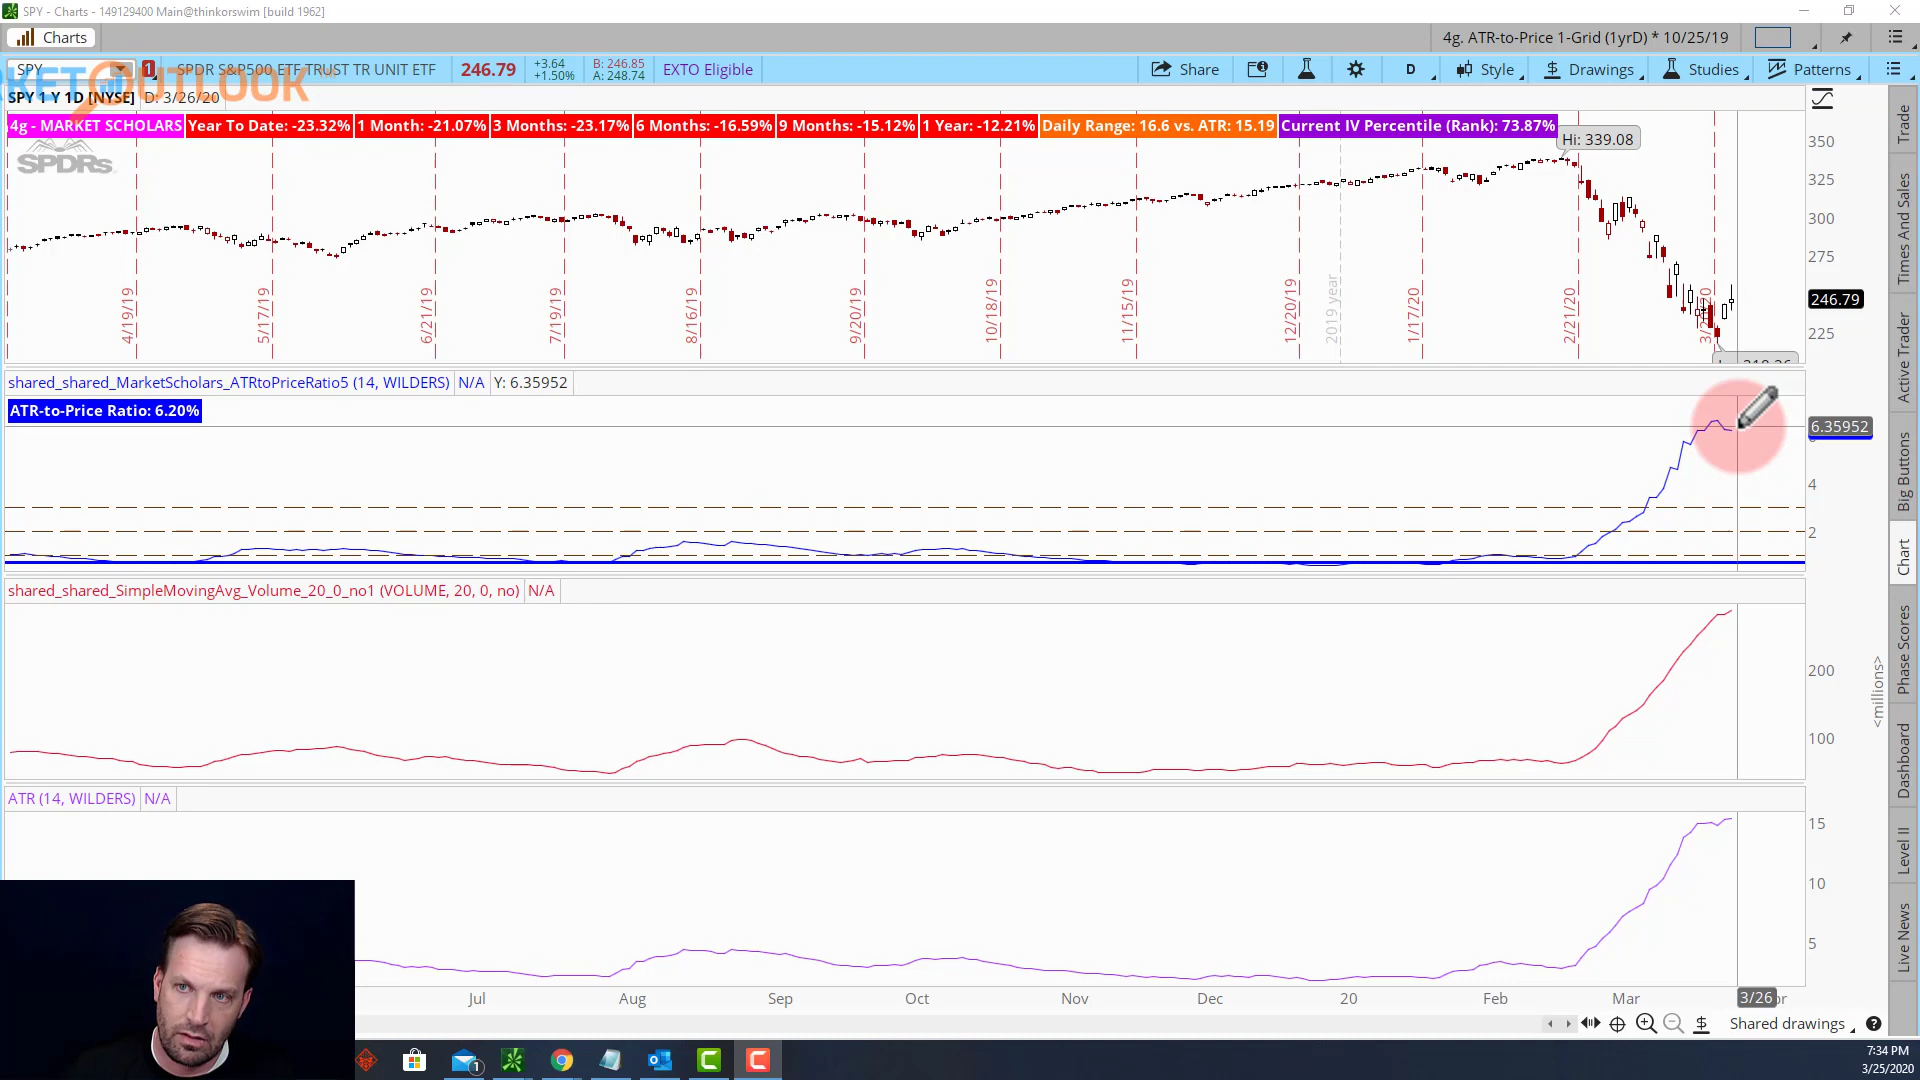 SPY - Charts - 149129400 Main@thinkorswim [build 1962]
Charts
4g. ATR-to-Price 1-Grid (1yrD) * 10/25/19
SPY
1
SPDR S&P500 ETF TRUST TR UNIT ETF
246.79
+3.64
+1.50%
B: 246.85
A: 248.74
EXTO Eligible
Share
D
Style
Drawings
Studies
Patterns
KET OUTLOOK
SPY 1 Y 1D [NYSE]
D: 3/26/20
4g - MARKET SCHOLARS
Year To Date: -23.32%
1 Month: -21.07%
3 Months: -23.17%
6 Months: -16.59%
9 Months: -15.12%
1 Year: -12.21%
Daily Range: 16.6 vs. ATR: 15.19
Current IV Percentile (Rank): 73.87%
Hi: 339.08
SPDRs
350
325
300
275
246.79
225
4/19/19
5/17/19
6/21/19
7/19/19
8/16/19
9/20/19
10/18/19
11/15/19
12/20/19
2019 year
1/17/20
2/21/20
shared_shared_MarketScholars_ATRtoPriceRatio5 (14, WILDERS)
N/A
Y: 6.35952
ATR-to-Price Ratio: 6.20%
6.35952
4
2
shared_shared_SimpleMovingAvg_Volume_20_0_no1 (VOLUME, 20, 0, no)
N/A
200
100
<millions>
ATR (14, WILDERS)
N/A
15
10
5
Jul
Aug
Sep
Oct
Nov
Dec
20
Feb
Mar
3/26
Shared drawings
Trade
Times And Sales
Active Trader
Big Buttons
Chart
Phase Scores
Dashboard
Level II
Live News
1
7:34 PM
3/25/2020